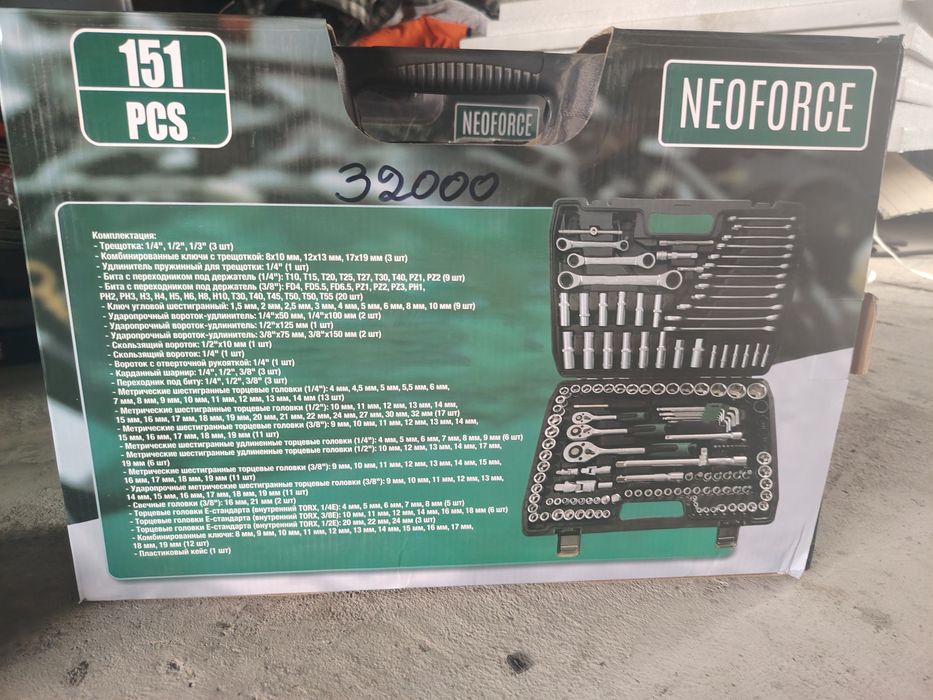 151
PCS
NEOFORCE
NEOFORCE
32000
Комплектация:
- Трещотка: 1/4", 1/2", 1/3" (3 шт)
- Комбинированные ключи с трещоткой: 8х10 мм, 12х13 мм, 17х19 мм (3 шт)
- Удлинитель пружинный для трещотки: 1/4" (1 шт)
- Бита с переходником под держатель (1/4"): T10, T15, T20, T25, T27, T30, T40, PZ1, PZ2 (9 шт)
- Бита с переходником под держатель (3/8"): FD4, FD5.5, FD6.5, PZ1, PZ2, PZ3, PH1,
PH2, PH3, H3, H4, H5, H6, H8, H10, T30, T40, T45, T50, T50, T55 (20 шт)
- Ключ угловой шестигранный: 1,5 мм, 2 мм, 2,5 мм, 3 мм, 4 мм, 5 мм, 6 мм, 8 мм, 10 мм (9 шт)
- Ударопрочный вороток-удлинитель: 1/4"х50 мм, 1/4"х100 мм (2 шт)
- Ударопрочный вороток-удлинитель: 1/2"х125 мм (1 шт)
- Ударопрочный вороток-удлинитель: 3/8"х75 мм, 3/8"х150 мм (2 шт)
- Скользящий вороток: 1/2"х10 мм (1 шт)
- Скользящий вороток: 1/4" (1 шт)
- Вороток с отверточной рукояткой: 1/4" (1 шт)
- Карданный шарнир: 1/4", 1/2", 3/8" (3 шт)
- Переходник под биту: 1/4", 1/2", 3/8" (3 шт)
- Метрические шестигранные торцевые головки (1/4"): 4 мм, 4,5 мм, 5 мм, 5,5 мм, 6 мм,
7 мм, 8 мм, 9 мм, 10 мм, 11 мм, 12 мм, 13 мм, 14 мм (13 шт)
- Метрические шестигранные торцевые головки (1/2"): 10 мм, 11 мм, 12 мм, 13 мм, 14 мм,
15 мм, 16 мм, 17 мм, 18 мм, 19 мм, 20 мм, 21 мм, 22 мм, 24 мм, 27 мм, 30 мм, 32 мм (17 шт)
- Метрические шестигранные торцевые головки (3/8"): 9 мм, 10 мм, 11 мм, 12 мм, 13 мм, 14 мм,
15 мм, 16 мм, 17 мм, 18 мм, 19 мм (11 шт)
- Метрические шестигранные удлиненные торцевые головки (1/4"): 4 мм, 5 мм, 6 мм, 7 мм, 8 мм, 9 мм (6 шт)
- Метрические шестигранные удлиненные торцевые головки (1/2"): 10 мм, 12 мм, 13 мм, 14 мм, 17 мм,
19 мм (6 шт)
- Метрические шестигранные торцевые головки (3/8"): 9 мм, 10 мм, 11 мм, 12 мм, 13 мм, 14 мм, 15 мм,
16 мм, 17 мм, 18 мм, 19 мм (11 шт)
- Ударопрочные метрические шестигранные торцевые головки (3/8"): 9 мм, 10 мм, 11 мм, 12 мм, 13 мм,
14 мм, 15 мм, 16 мм, 17 мм, 18 мм, 19 мм (11 шт)
- Свечные головки (3/8"): 16 мм, 21 мм (2 шт)
- Торцевые головки Е-стандарта (внутренний TORX, 1/4E): 4 мм, 5 мм, 6 мм, 7 мм, 8 мм (5 шт)
- Торцевые головки Е-стандарта (внутренний TORX, 3/8E): 10 мм, 11 мм, 12 мм, 14 мм, 16 мм, 18 мм (6 шт)
- Торцевые головки Е-стандарта (внутренний TORX, 1/2E): 20 мм, 22 мм, 24 мм (3 шт)
- Комбинированные ключи: 8 мм, 9 мм, 10 мм, 11 мм, 12 мм, 13 мм, 14 мм, 15 мм, 16 мм, 17 мм,
18 мм, 19 мм (12 шт)
- Пластиковый кейс (1 шт)